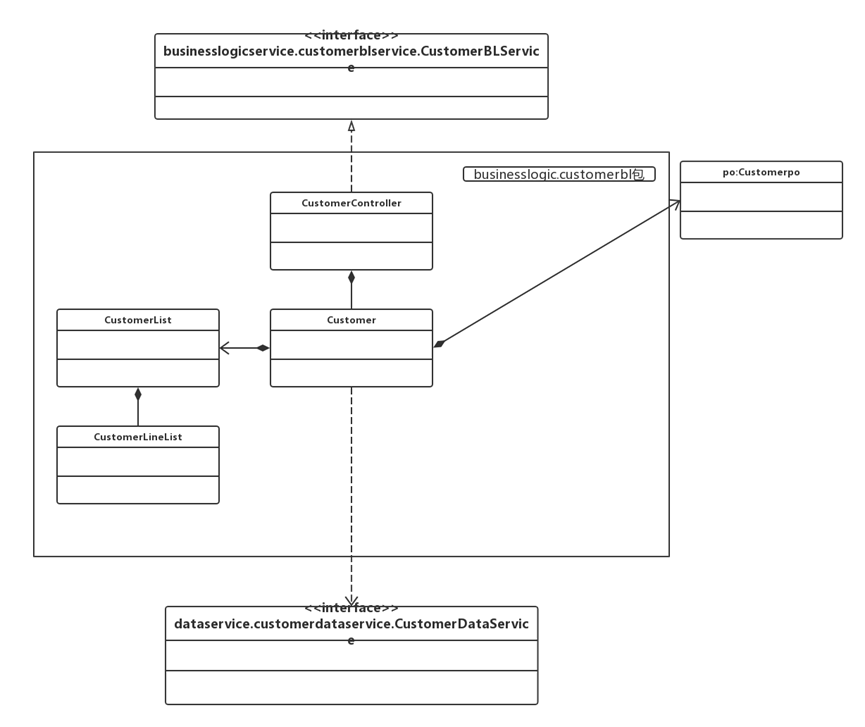 <<interface>>
businesslogicservice.customerblservice.CustomerBLServic
e
businesslogic.customerbl包
po:Customerpo
CustomerController
CustomerList
Customer
CustomerLineList
<<interface>>
dataservice.customerdataservice.CustomerDataServic
e